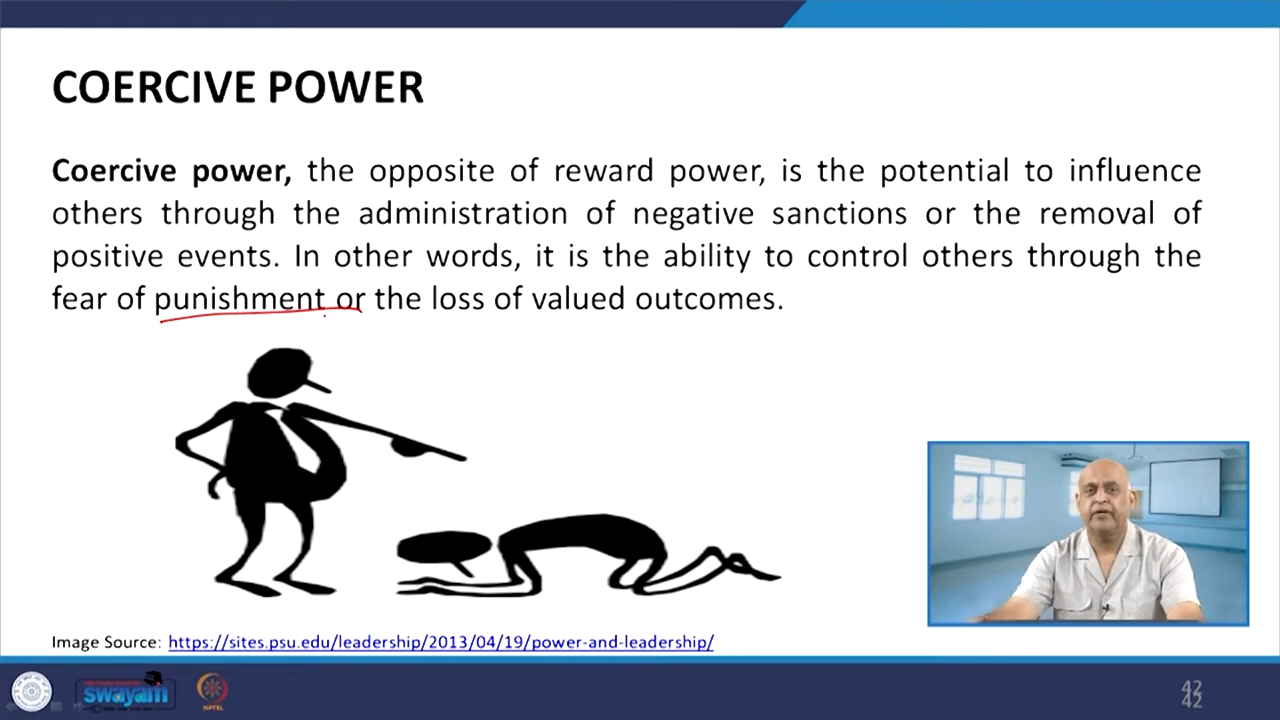 COERCIVE POWER
Coercive power, the opposite of reward power, is the potential to influence
others through the administration of negative sanctions or the removal of
positive events. In other words, it is the ability to control others through the
fear of punishment or the loss of valued outcomes.
Image Source: https://sites.psu.edu/leadership/2013/04/19/power-and-leadership/
swayam
NPTEL
42
42